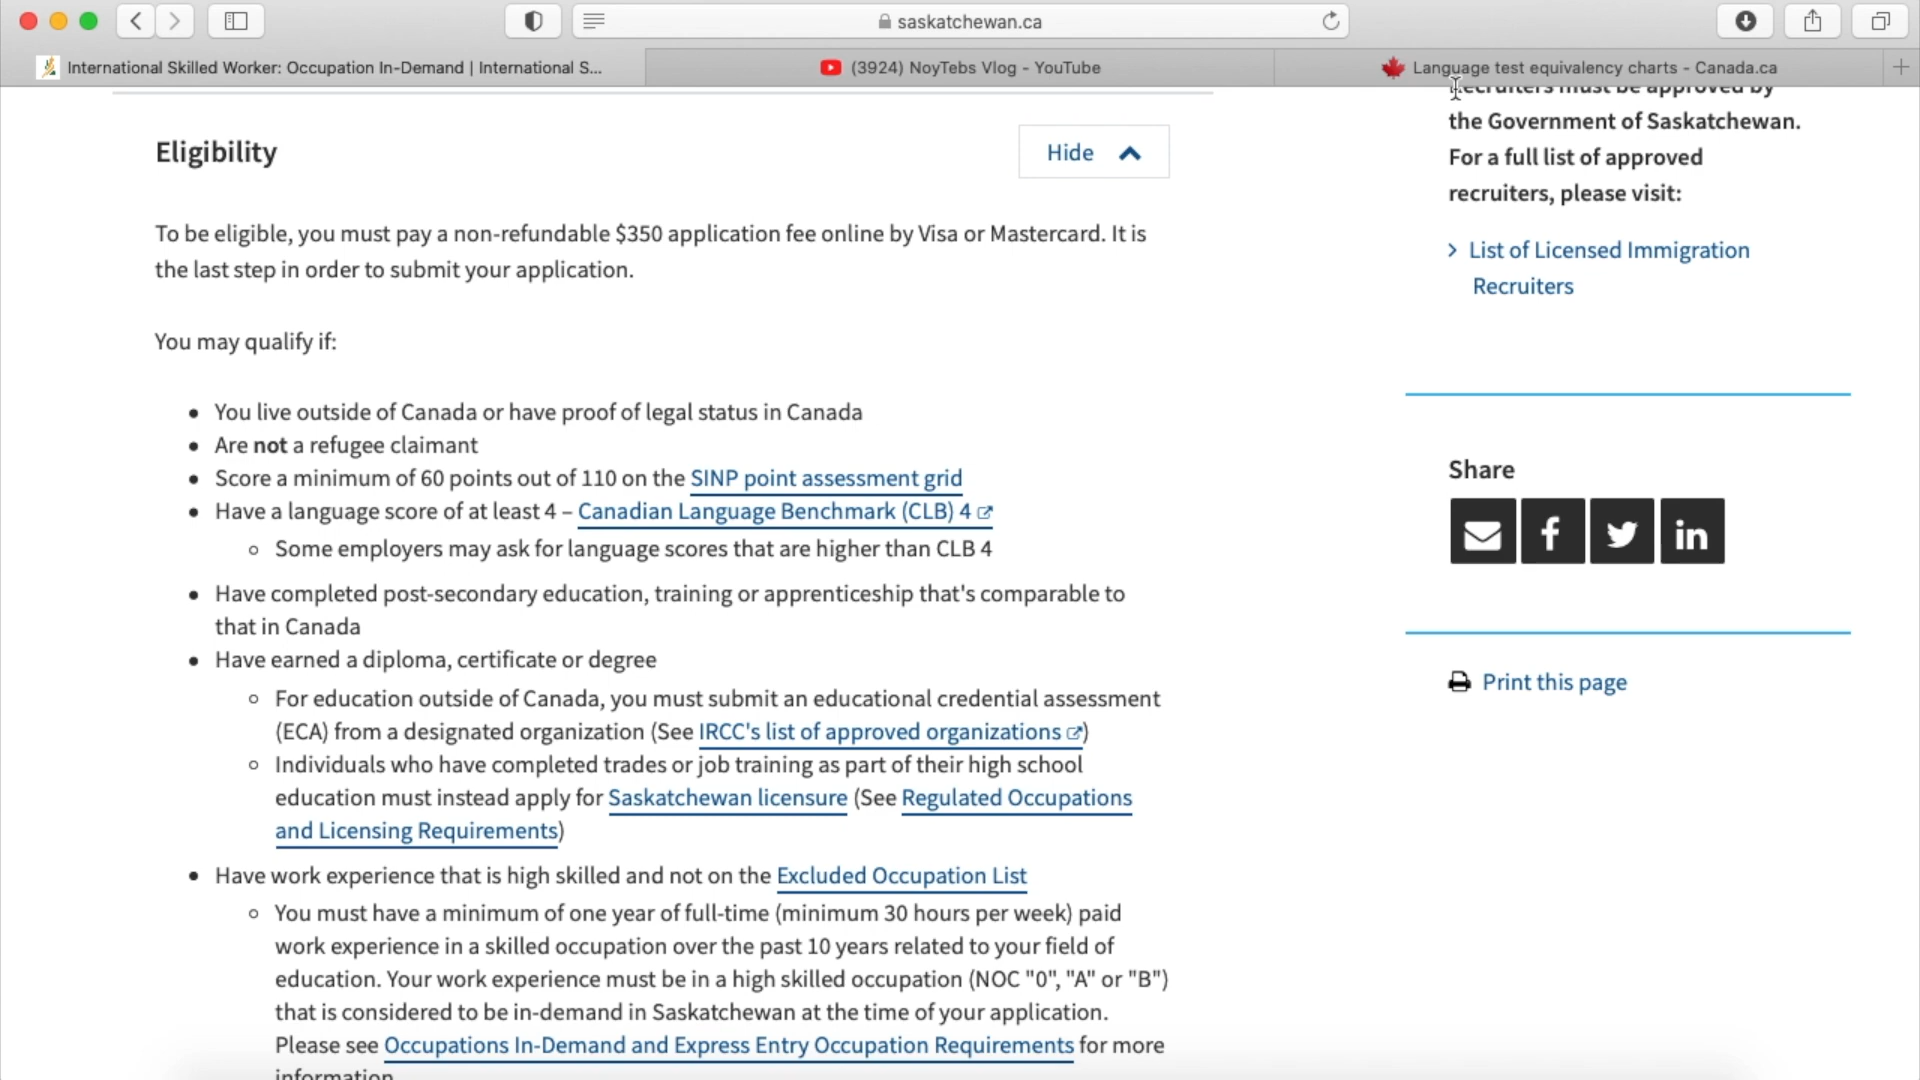 saskatchewan.ca
International Skilled Worker: Occupation In-Demand | International S...
(3924) NoyTebs Vlog - YouTube
Language test equivalency charts - Canada.ca
Eligibility
Hide
To be eligible, you must pay a non-refundable $350 application fee online by Visa or Mastercard. It is
the last step in order to submit your application.
You may qualify if:
• You live outside of Canada or have proof of legal status in Canada
• Are not a refugee claimant
• Score a minimum of 60 points out of 110 on the SINP point assessment grid
• Have a language score of at least 4 – Canadian Language Benchmark (CLB) 4
◦ Some employers may ask for language scores that are higher than CLB 4
• Have completed post-secondary education, training or apprenticeship that's comparable to
that in Canada
• Have earned a diploma, certificate or degree
◦ For education outside of Canada, you must submit an educational credential assessment
(ECA) from a designated organization (See IRCC's list of approved organizations)
◦ Individuals who have completed trades or job training as part of their high school
education must instead apply for Saskatchewan licensure (See Regulated Occupations
and Licensing Requirements)
• Have work experience that is high skilled and not on the Excluded Occupation List
◦ You must have a minimum of one year of full-time (minimum 30 hours per week) paid
work experience in a skilled occupation over the past 10 years related to your field of
education. Your work experience must be in a high skilled occupation (NOC "0", "A" or "B")
that is considered to be in-demand in Saskatchewan at the time of your application.
Please see Occupations In-Demand and Express Entry Occupation Requirements for more
information.
Recruiters must be approved by
the Government of Saskatchewan.
For a full list of approved
recruiters, please visit:
List of Licensed Immigration
Recruiters
Share
Print this page